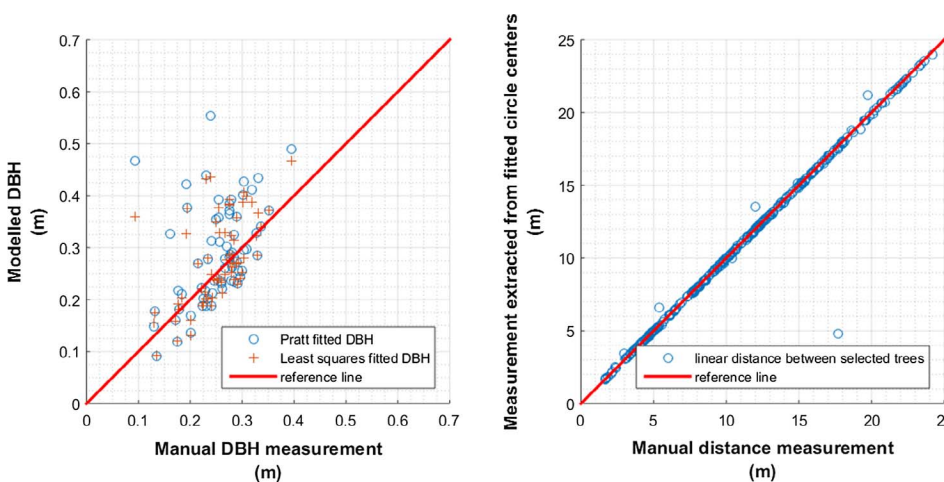 Modelled DBH
(m)
0.7
0.6
0.5
0.4
0.3
0.2
0.1
0
Pratt fitted DBH
Least squares fitted DBH
reference line
0
0.1
0.2
0.3
0.4
0.5
0.6
0.7
Manual DBH measurement
(m)
Measurement extracted from fitted circle centers
(m)
25
20
15
10
5
0
linear distance between selected trees
reference line
0
5
10
15
20
Manual distance measurement
(m)